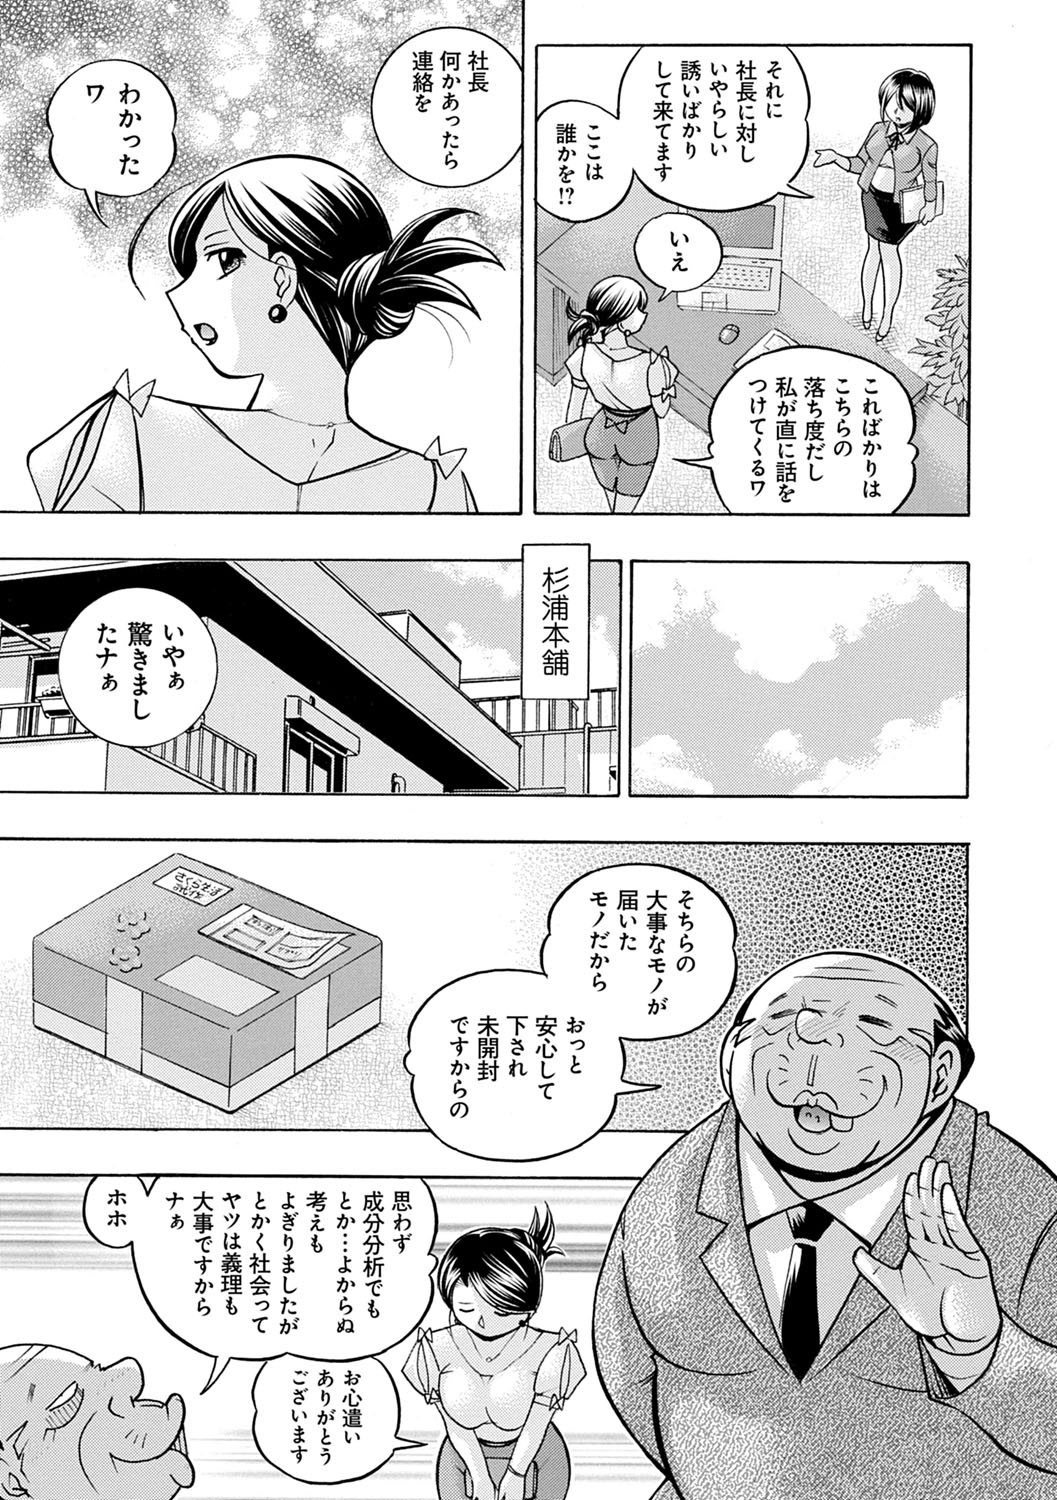 それに
社長に対し
いやらしい
誘いばかり
して来てます
ここは
誰かを!?
いえ
こればかりは
こちらの
落ち度だし
私が直に話を
つけてくるワ
社長
何かあったら
連絡を
わかった
ワ
杉浦本舗
いやぁ
驚きまし
たナぁ
そちらの
大事なモノが
届いた
モノだから
おっと
安心して
下され
未開封
ですからの
思わず
成分分析でも
とか…よからぬ
考えも
よぎりましたが
とかく社会って
ヤツは義理も
大事ですから
ナぁ
ホホ
お心遣い
ありがとう
ございます